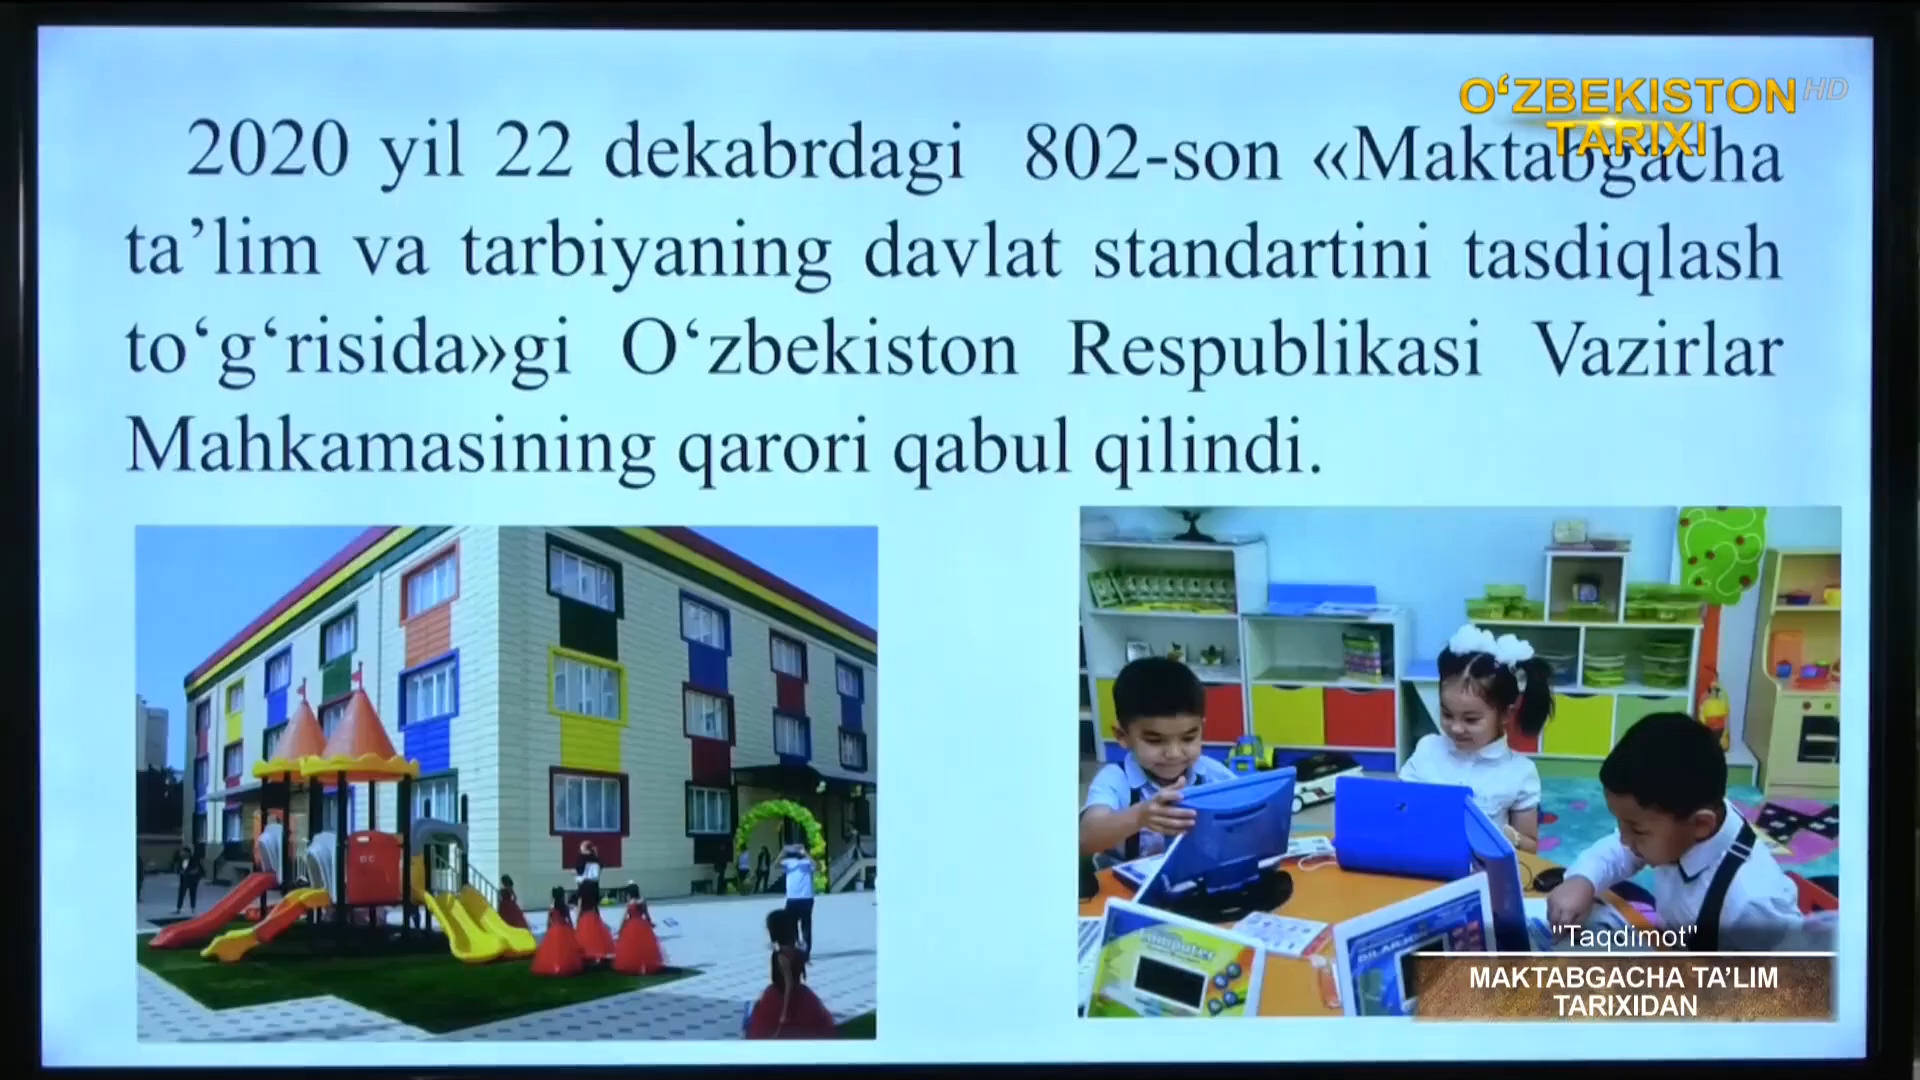 O‘ZBEKISTON HD
TARIXI
2020 yil 22 dekabrdagi 802-son «Maktabgacha
ta’lim va tarbiyaning davlat standartini tasdiqlash
to‘g‘risida»gi O‘zbekiston Respublikasi Vazirlar
Mahkamasining qarori qabul qilindi.
"Taqdimot"
MAKTABGACHA TA’LIM
TARIXIDAN